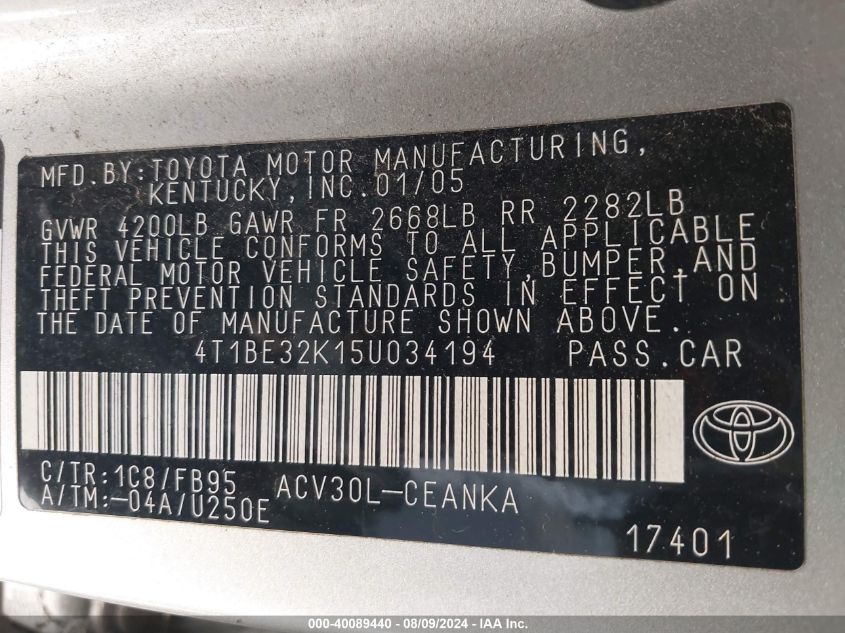 MFD.BY:TOYOTA MOTOR MANUFACTURING,
KENTUCKY,INC.01/05
GVWR 4200LB GAWR FR 2668LB RR 2282LB
THIS VEHICLE CONFORMS TO ALL APPLICABLE
FEDERAL MOTOR VEHICLE SAFETY,BUMPER,AND
THEFT PREVENTION STANDARDS IN EFFECT ON
THE DATE OF MANUFACTURE SHOWN ABOVE.
4T1BE32K15U034194 PASS.CAR
C/TR:1C8/FB95 ACV30L-CEANKA
A/TM:-04A/U250E
17401
000-40089440 - 08/09/2024 - IAA Inc.